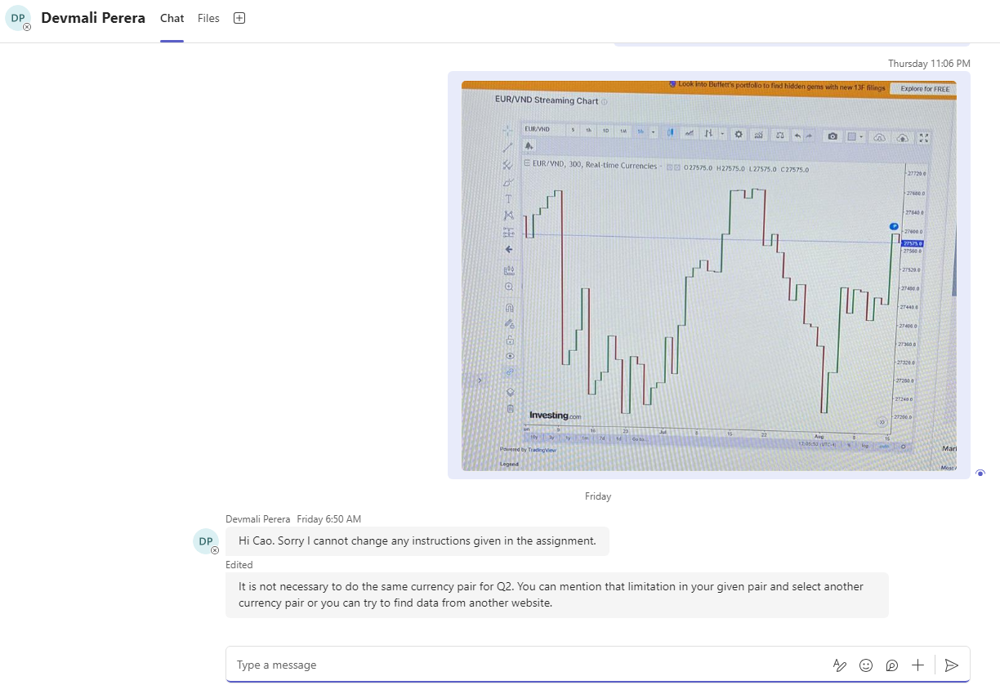 DP
Devmali Perera
Chat
Files
Thursday 11:06 PM
Look into Buffett's portfolio to find hidden gems with new 13F filings
Explore for FREE
EUR/VND Streaming Chart
EUR/VND
5
1h
1D
1M
5h
EUR/VND, 300, Real-time Currencies
O27575.0 H27575.0 L27575.0 C27575.0
27720.0
27680.0
27640.0
27600.0
27575.0
27560.0
27520.0
27480.0
27440.0
27400.0
27360.0
27320.0
27280.0
27240.0
27200.0
Investing.com
9
16
23
Jul
8
15
22
Aug
8
15
10y
3y
1y
1m
7d
1d
Go to...
(UTC-4)
%
log
auto
Powered by TradingView
Legend
Friday
Devmali Perera Friday 6:50 AM
DP
Hi Cao. Sorry I cannot change any instructions given in the assignment.
Edited
It is not necessary to do the same currency pair for Q2. You can mention that limitation in your given pair and select another
currency pair or you can try to find data from another website.
Type a message